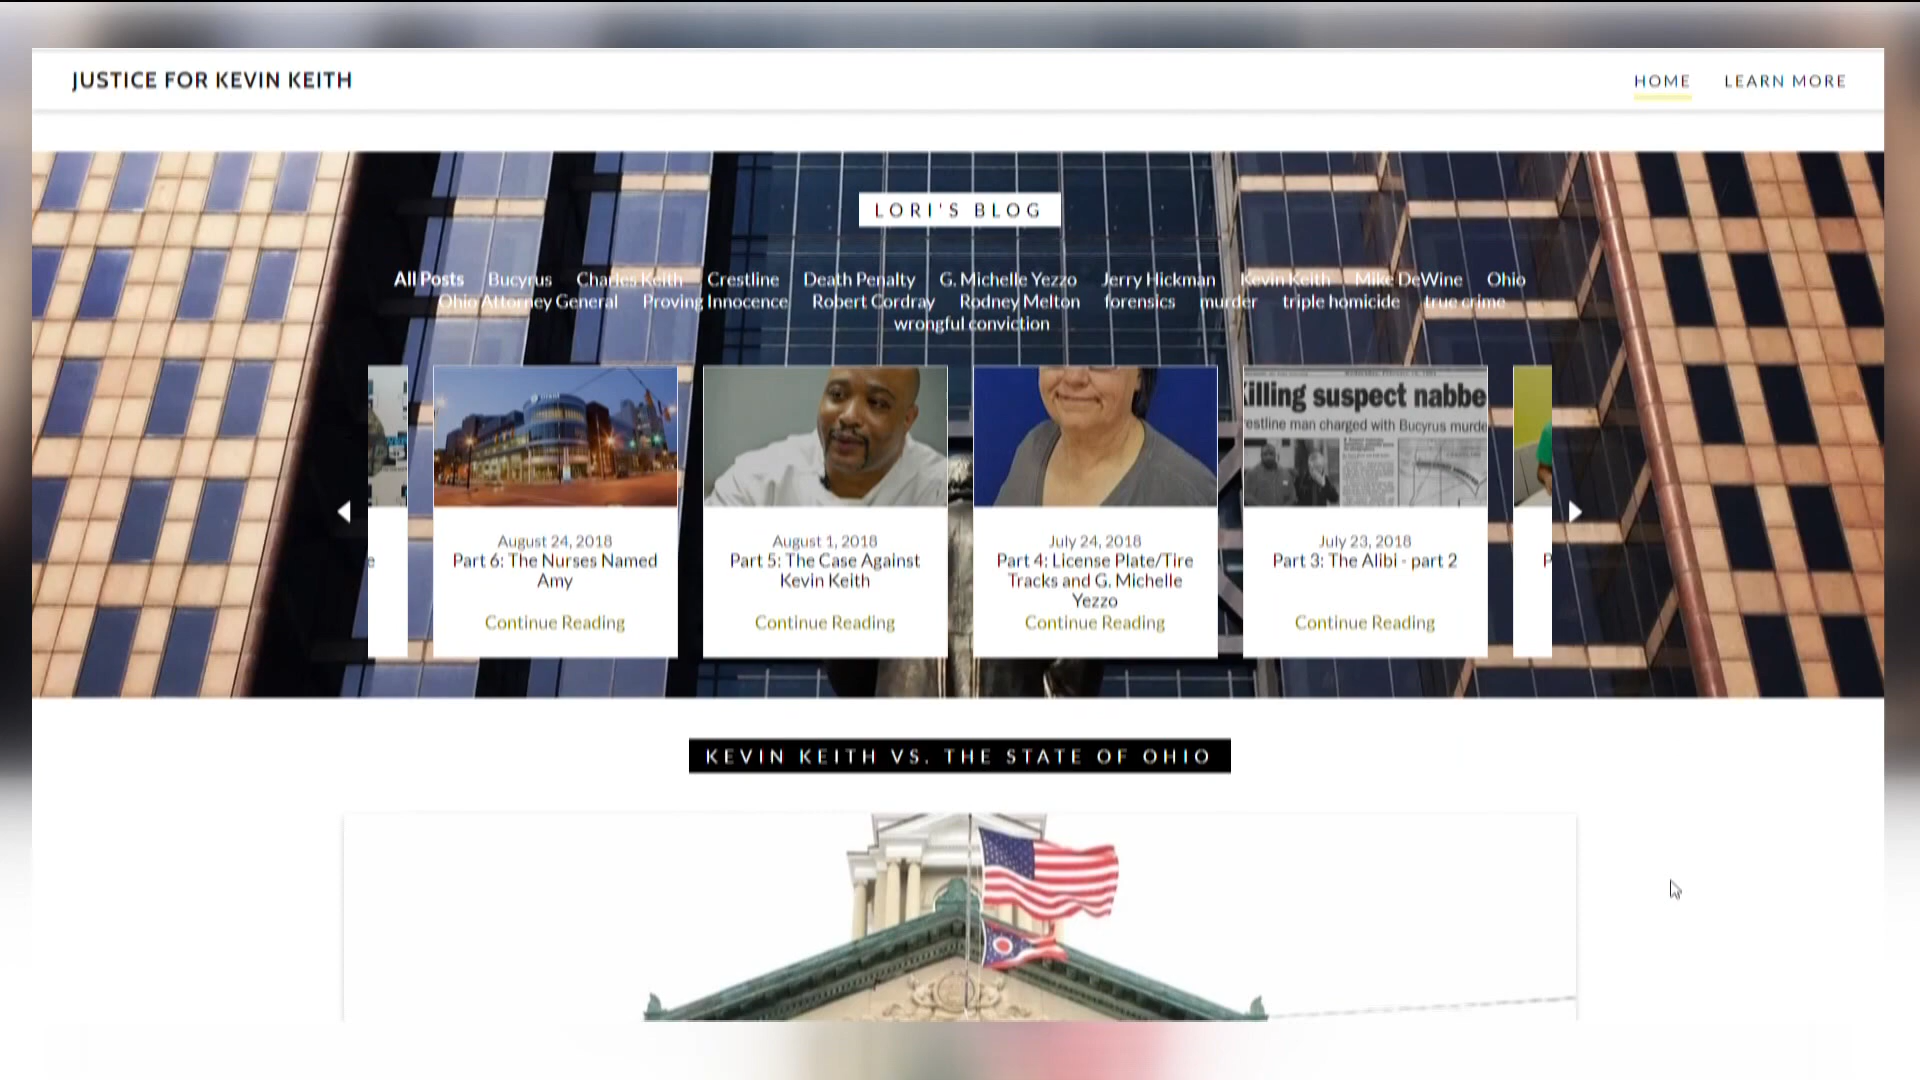 JUSTICE FOR KEVIN KEITH
HOME LEARN MORE
LORI'S BLOG
All Posts Bucyrus Charles Keith Crestline Death Penalty G. Michelle Yezzo Jerry Hickman Kevin Keith Mike DeWine Ohio
Ohio Attorney General Proving Innocence Robert Cordray Rodney Melton forensics murder triple homicide true crime
wrongful conviction
illing suspect nabbe
estline man charged with Bucyrus murde
e
August 24, 2018
Part 6: The Nurses Named
Amy
Continue Reading
August 1, 2018
Part 5: The Case Against
Kevin Keith
Continue Reading
July 24, 2018
Part 4: License Plate/Tire
Tracks and G. Michelle
Yezzo
Continue Reading
July 23, 2018
Part 3: The Alibi - part 2
Continue Reading
P
KEVIN KEITH VS. THE STATE OF OHIO